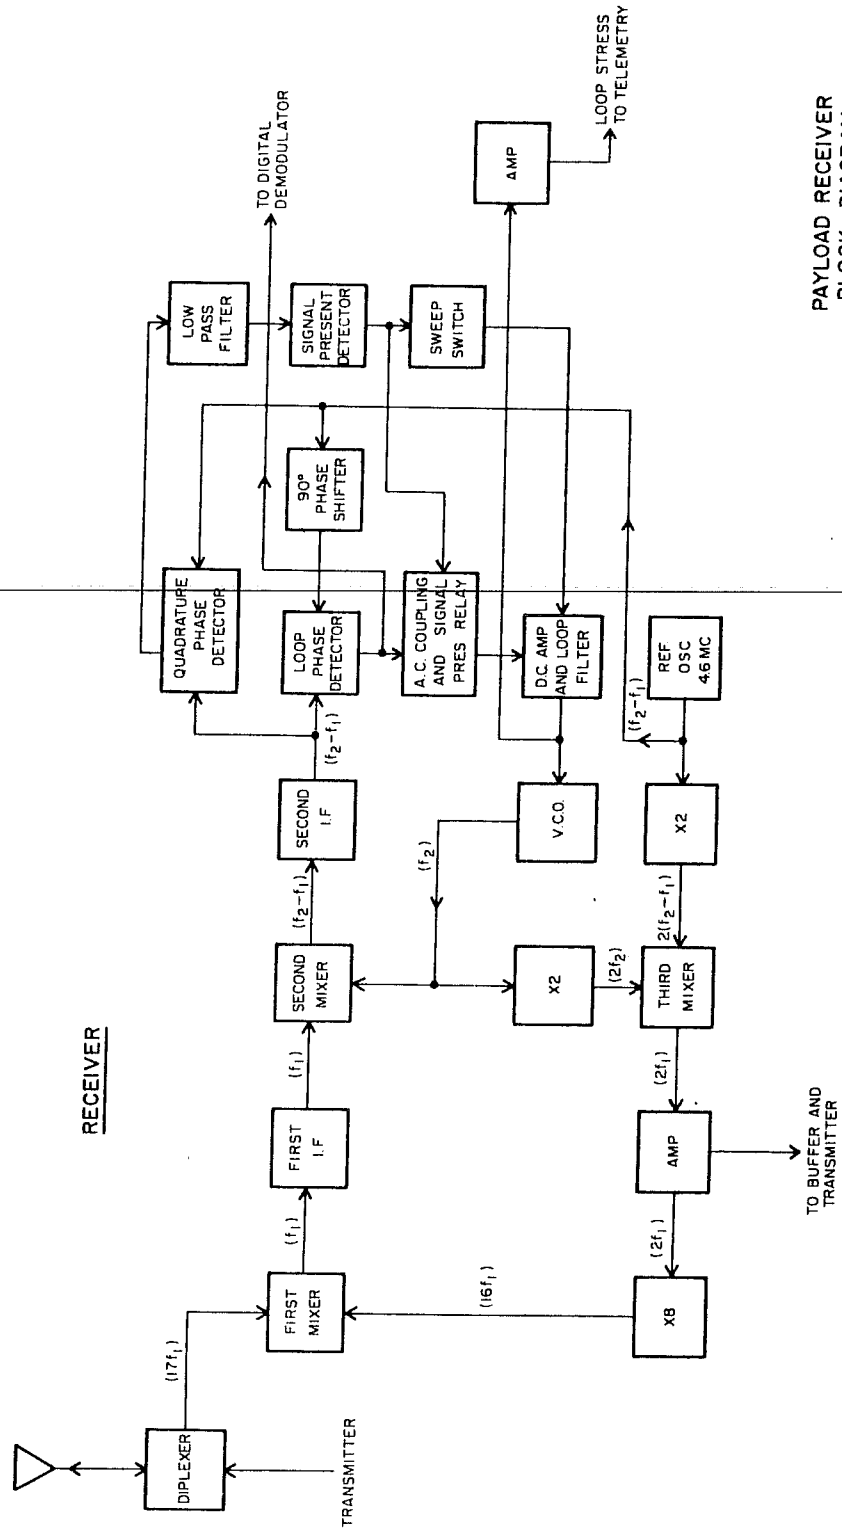 RECEIVER
TRANSMITTER
DIPLEXER
(17f₁)
FIRST
MIXER
(f₁)
FIRST
I.F
(f₁)
SECOND
MIXER
(f₂-f₁)
SECOND
I.F
(f₂-f₁)
QUADRATURE
PHASE
DETECTOR
LOOP
PHASE
DETECTOR
90°
PHASE
SHIFTER
LOW
PASS
FILTER
SIGNAL
PRESENT
DETECTOR
SWEEP
SWITCH
TO DIGITAL
DEMODULATOR
A.C. COUPLING
AND SIGNAL
PRES RELAY
D.C. AMP
AND LOOP
FILTER
AMP
LOOP STRESS
TO TELEMETRY
V.C.O.
(f₂)
X2
(2f₂)
REF
OSC
4.6 MC
(f₂-f₁)
X2
2(f₂-f₁)
THIRD
MIXER
(2f₁)
AMP
(2f₁)
X8
(16f₁)
TO BUFFER AND
TRANSMITTER
PAYLOAD RECEIVER
BLOCK DIAGRAM